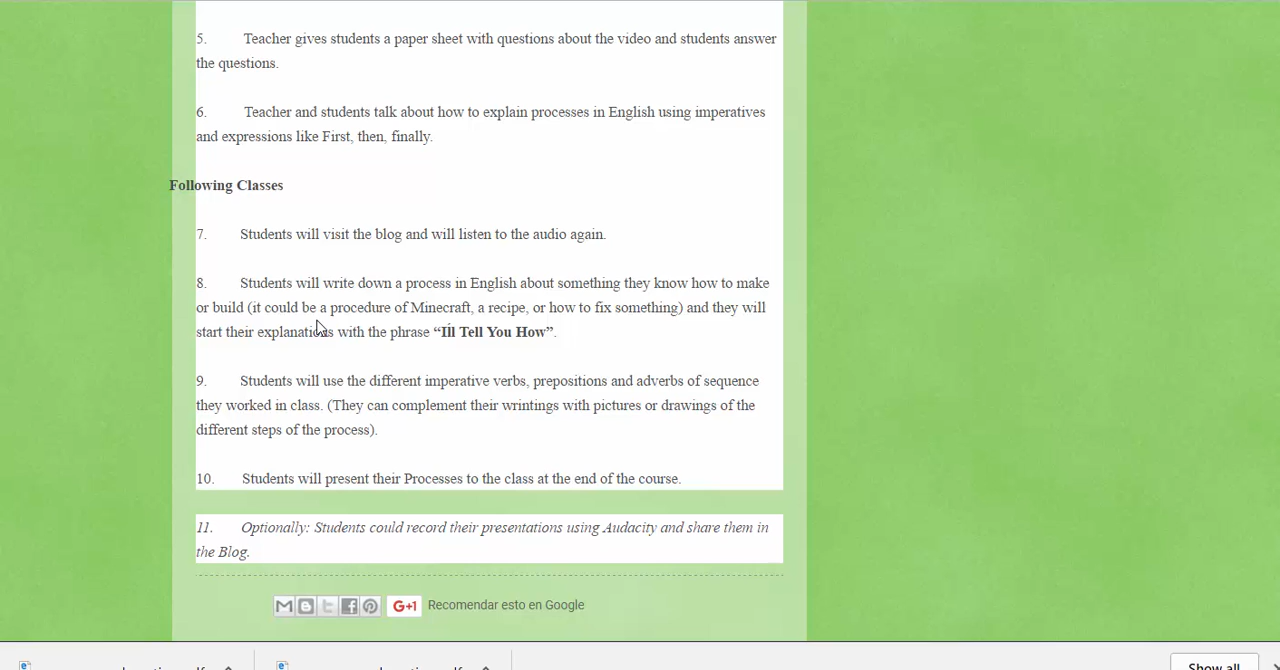 5. Teacher gives students a paper sheet with questions about the video and students answer
the questions.
6. Teacher and students talk about how to explain processes in English using imperatives
and expressions like First, then, finally.
Following Classes
7. Students will visit the blog and will listen to the audio again.
8. Students will write down a process in English about something they know how to make
or build (it could be a procedure of Minecraft, a recipe, or how to fix something) and they will
start their explanations with the phrase “Iĺl Tell You How”.
9. Students will use the different imperative verbs, prepositions and adverbs of sequence
they worked in class. (They can complement their wrintings with pictures or drawings of the
different steps of the process).
10. Students will present their Processes to the class at the end of the course.
11. Optionally: Students could record their presentations using Audacity and share them in
the Blog.
G+1 Recomendar esto en Google
Show all